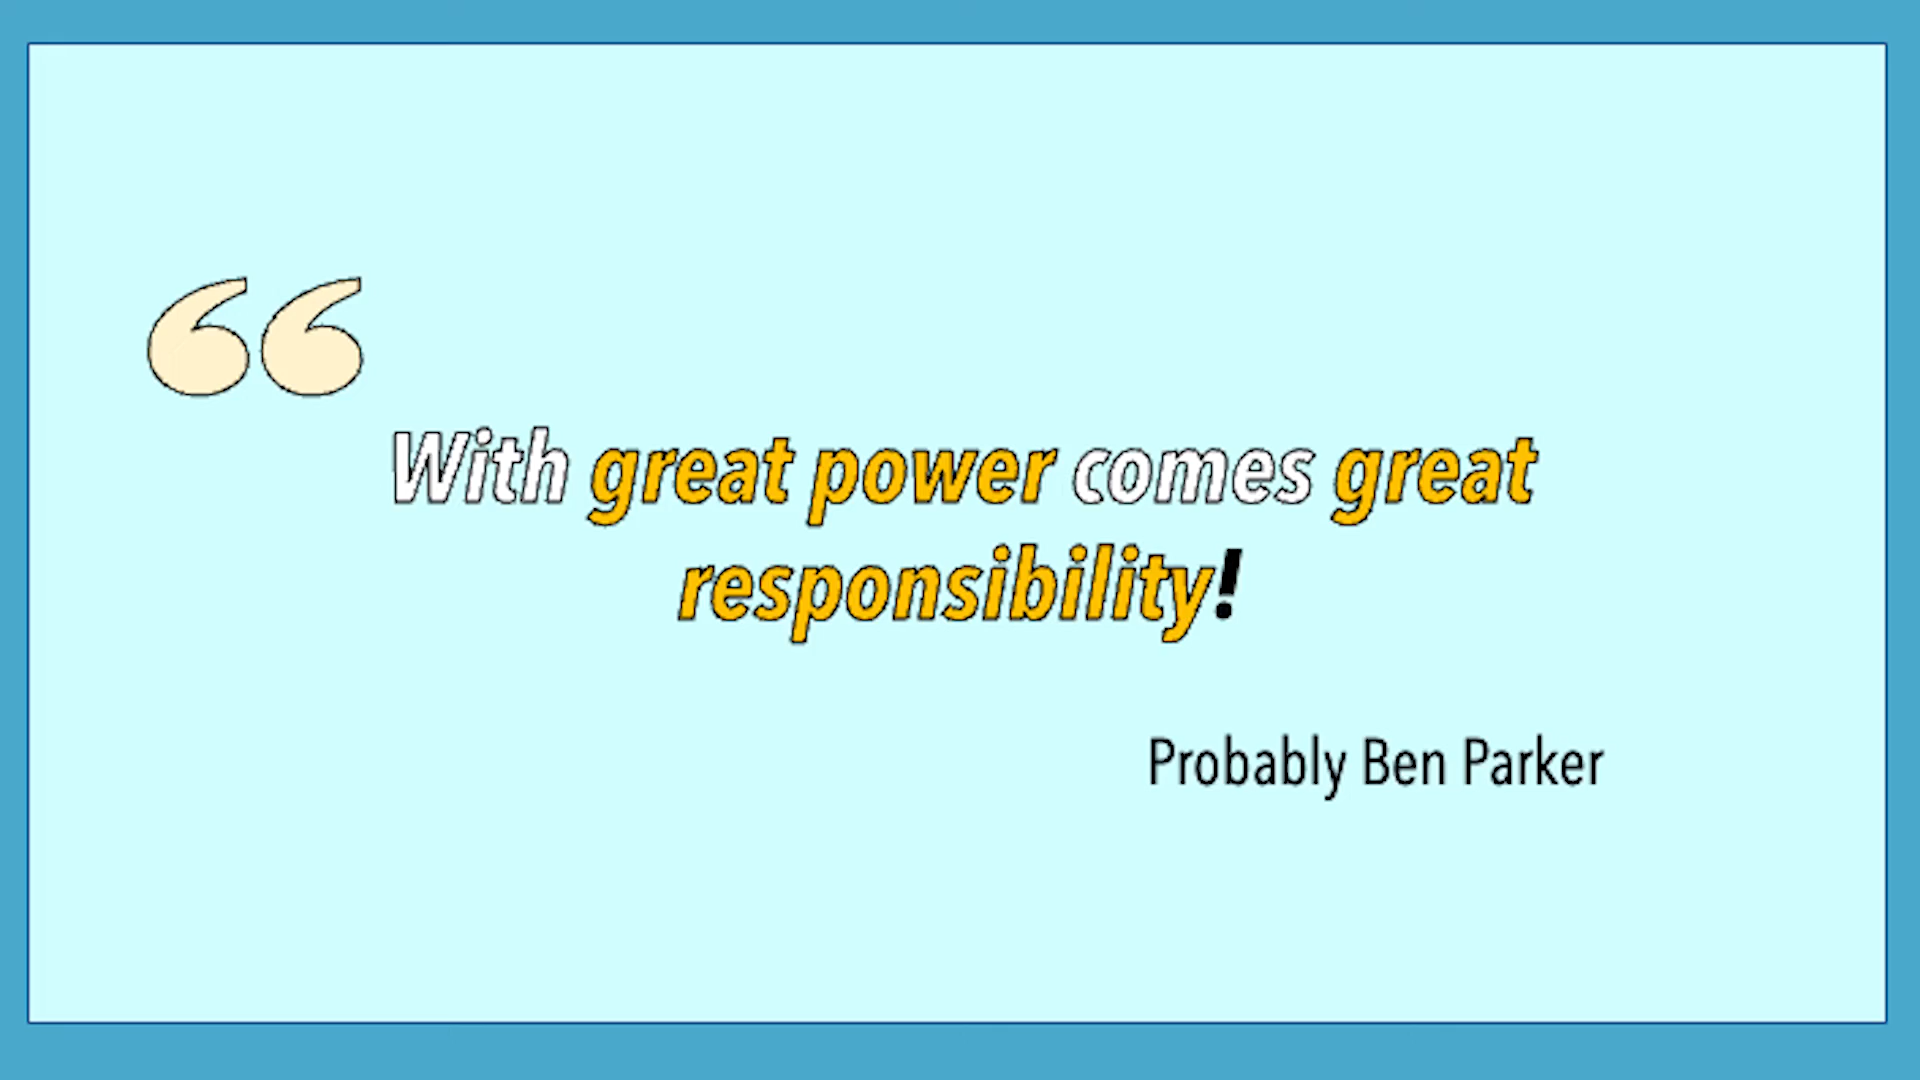 “
With great power comes great
responsibility!
Probably Ben Parker